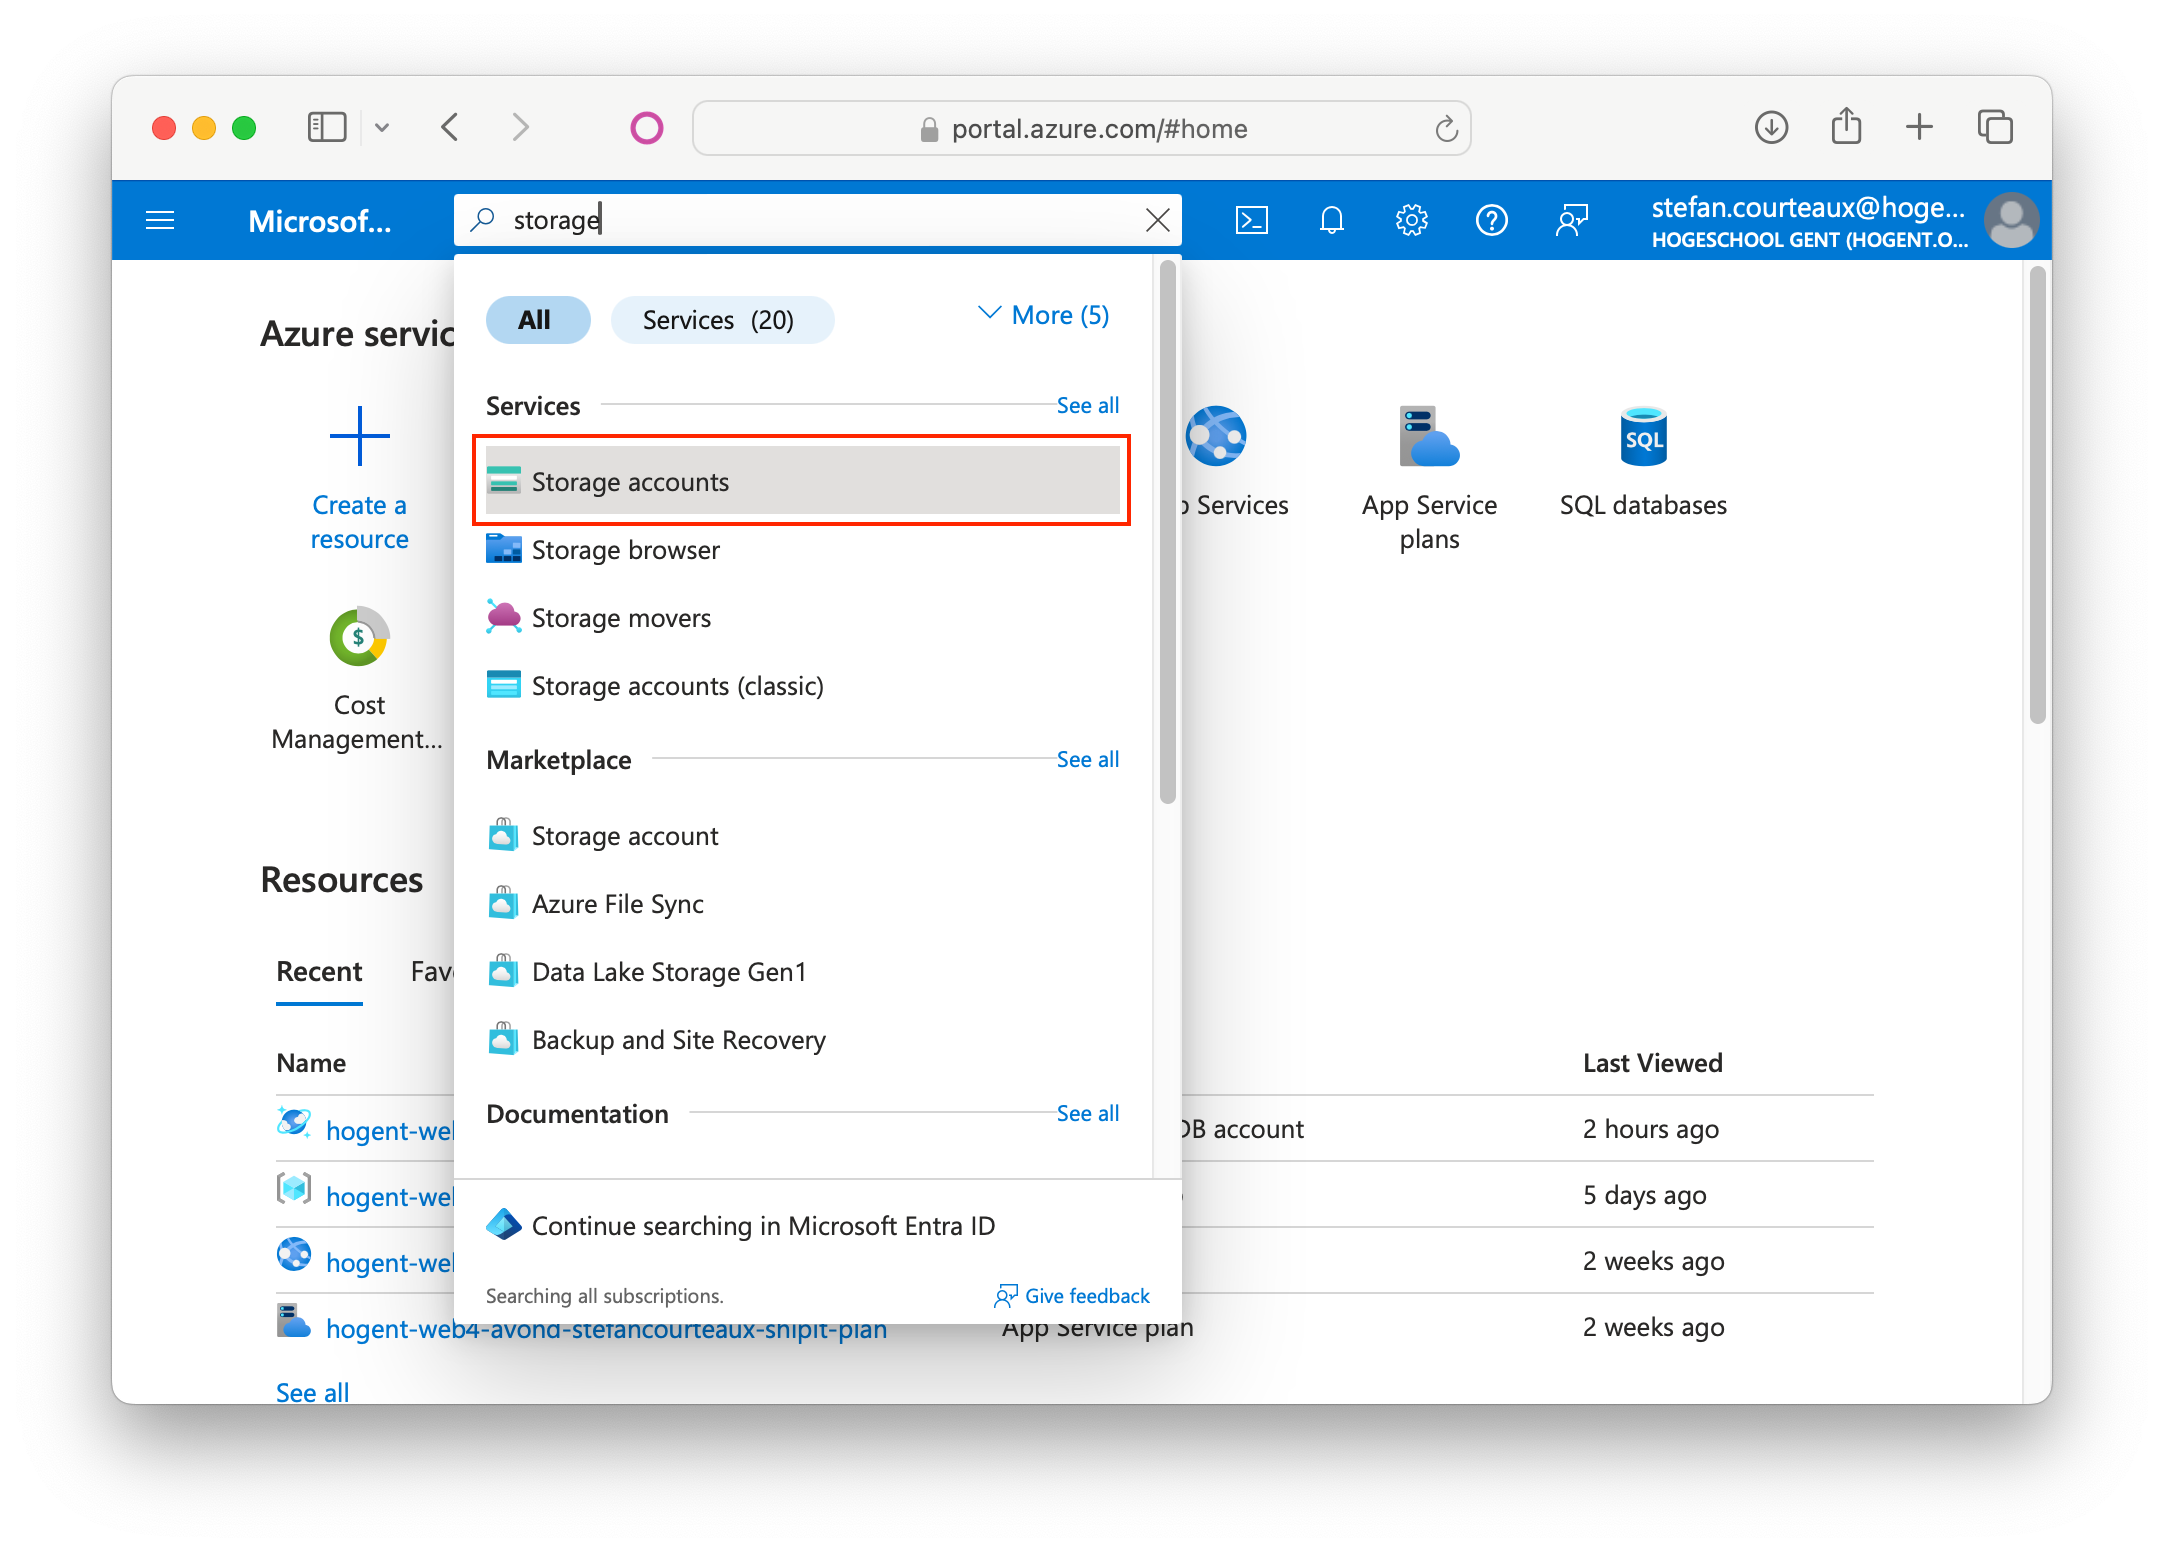 portal.azure.com/#home
Microsof...
storage
stefan.courteaux@hoge...
HOGESCHOOL GENT (HOGENT.O...
All
Services (20)
More (5)
Azure servic
Services
See all
Storage accounts
Storage browser
Storage movers
Storage accounts (classic)
Create a
resource
Services
App Service
plans
SQL
SQL databases
$
Cost
Management...
Marketplace
See all
Storage account
Azure File Sync
Data Lake Storage Gen1
Backup and Site Recovery
Documentation
See all
Continue searching in Microsoft Entra ID
Searching all subscriptions.
Give feedback
Resources
Recent
Fav
Name
Last Viewed
hogent-we
DB account
2 hours ago
hogent-we
5 days ago
hogent-we
2 weeks ago
hogent-web4-avond-stefancourteaux-shipit-plan
App Service plan
2 weeks ago
See all